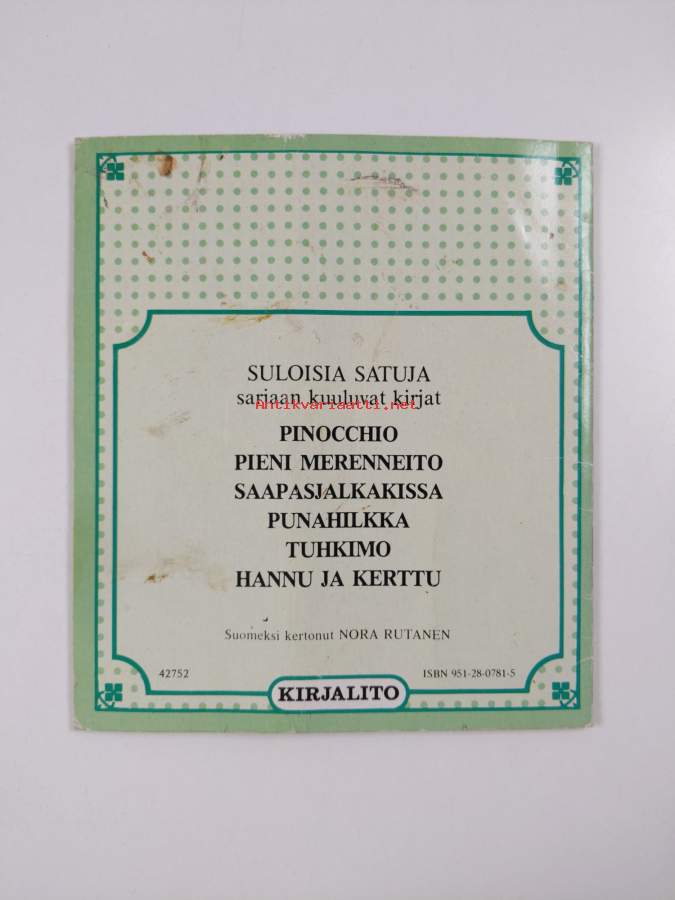 SULOISIA SATUJA
sarjaan kuuluvat kirjat
Antikvariaatti.net
PINOCCHIO
PIENI MERENNEITO
SAAPASJALKAKISSA
PUNAHILKKA
TUHKIMO
HANNU JA KERTTU
Suomeksi kertonut NORA RUTANEN
42752
ISBN 951-28-0781-5
KIRJALITO